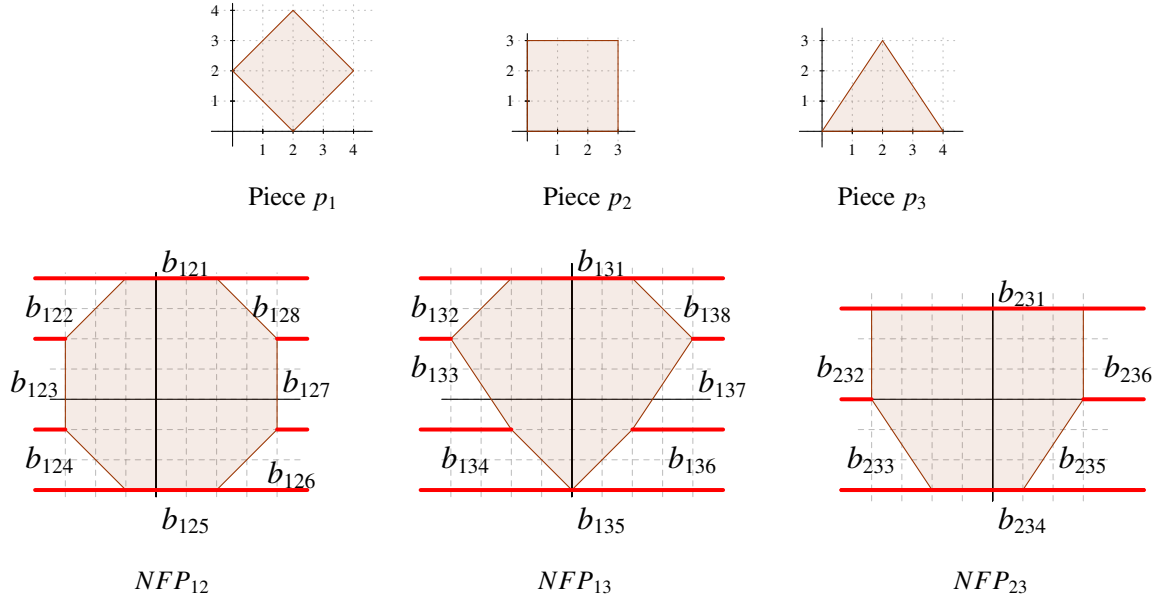 4
3
2
1
1 2 3 4
3
2
1
1 2 3
3
2
1
1 2 3 4
Piece p₁ Piece p₂ Piece p₃
b₁₂₁ b₁₃₁ b₂₃₁
b₁₂₂ b₁₂₈ b₁₃₂ b₁₃₈
b₁₂₃ b₁₂₇ b₁₃₃ b₁₃₇ b₂₃₂ b₂₃₆
b₁₂₄ b₁₂₆ b₁₃₄ b₁₃₆ b₂₃₃ b₂₃₅
b₁₂₅ b₁₃₅ b₂₃₄
NFP₁₂ NFP₁₃ NFP₂₃